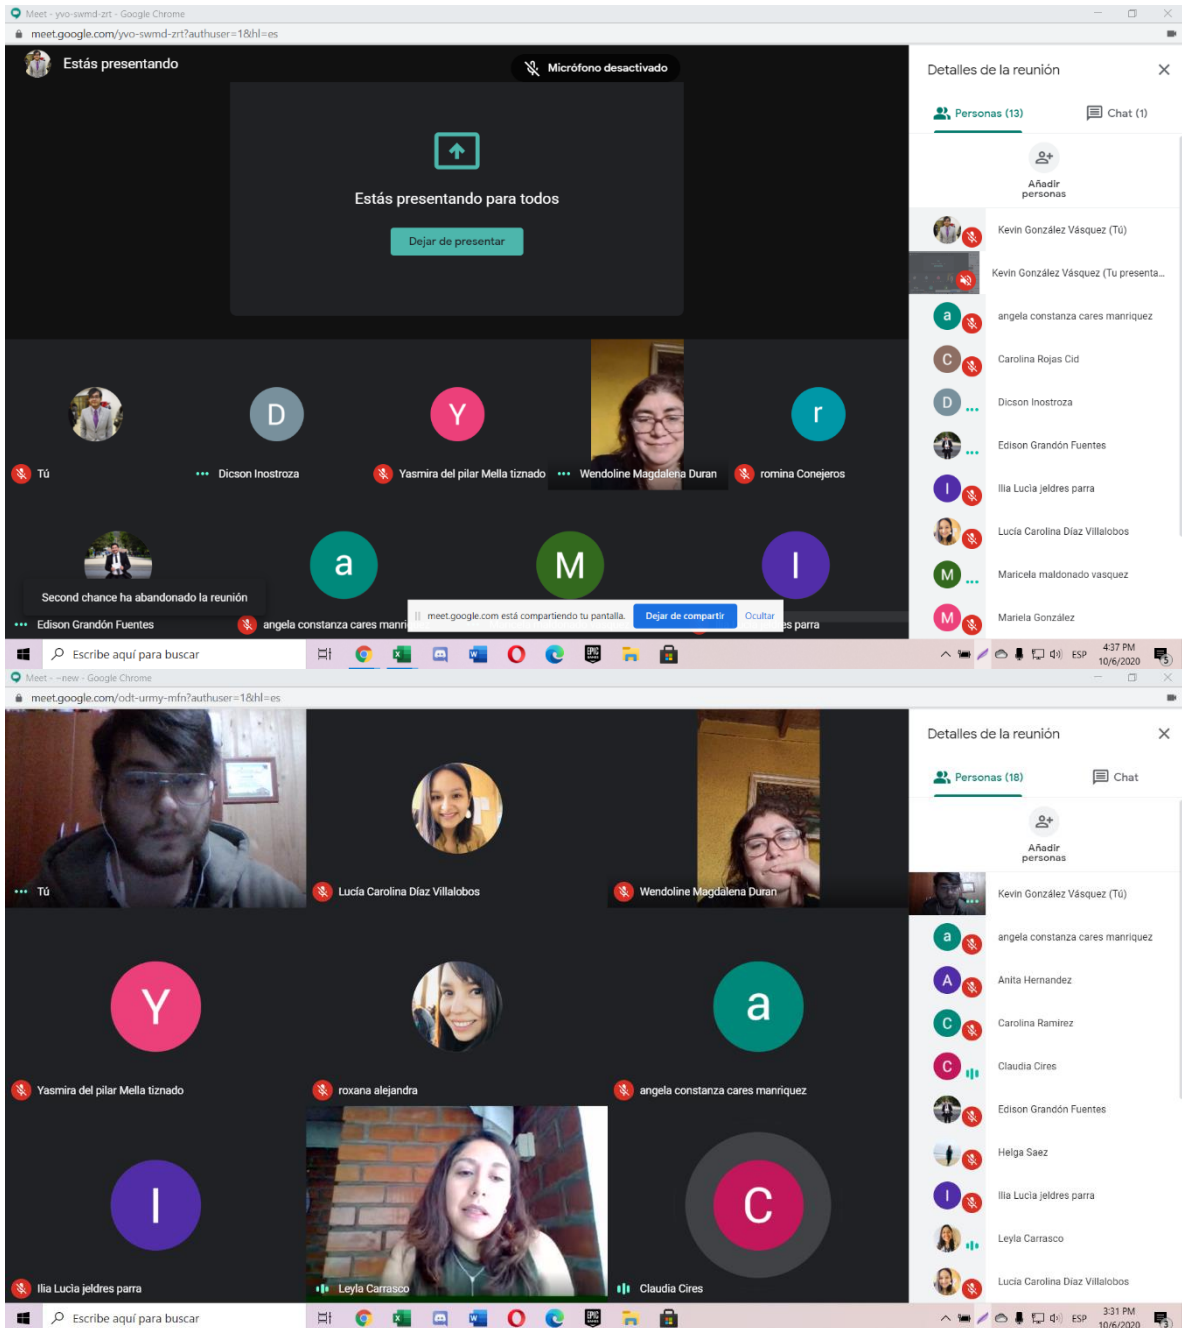 Meet - yvo-swmd-zrt - Google Chrome
meet.google.com/yvo-swmd-zrt?authuser=1&hl=es
Estás presentando
Micrófono desactivado
Estás presentando para todos
Dejar de presentar
Tú
Dicson Inostroza
Yasmira del pilar Mella tiznado
Wendoline Magdalena Duran
romina Conejeros
D
Y
r
a
M
I
Second chance ha abandonado la reunión
Edison Grandón Fuentes
angela constanza cares manri
meet.google.com está compartiendo tu pantalla.
Dejar de compartir
Ocultar
es parra
Detalles de la reunión
Personas (13)
Chat (1)
Añadir
personas
Kevin González Vásquez (Tú)
Kevin González Vásquez (Tu presenta...
a angela constanza cares manriquez
C Carolina Rojas Cid
D Dicson Inostroza
Edison Grandón Fuentes
I Ilia Lucìa jeldres parra
Lucía Carolina Díaz Villalobos
M Maricela maldonado vasquez
M Mariela González
Escribe aquí para buscar
EPIC
ESP
4:37 PM
10/6/2020
5
Meet - ~new - Google Chrome
meet.google.com/odt-urmy-mfn?authuser=1&hl=es
Tú
Lucía Carolina Díaz Villalobos
Wendoline Magdalena Duran
Y
a
Yasmira del pilar Mella tiznado
roxana alejandra
angela constanza cares manriquez
I
C
Ilia Lucìa jeldres parra
Leyla Carrasco
Claudia Cires
Detalles de la reunión
Personas (18)
Chat
Añadir
personas
Kevin González Vásquez (Tú)
a angela constanza cares manriquez
A Anita Hernandez
C Carolina Ramirez
C Claudia Cires
Edison Grandón Fuentes
Helga Saez
I Ilia Lucìa jeldres parra
Leyla Carrasco
Lucía Carolina Díaz Villalobos
Escribe aquí para buscar
EPIC
ESP
3:31 PM
10/6/2020
3